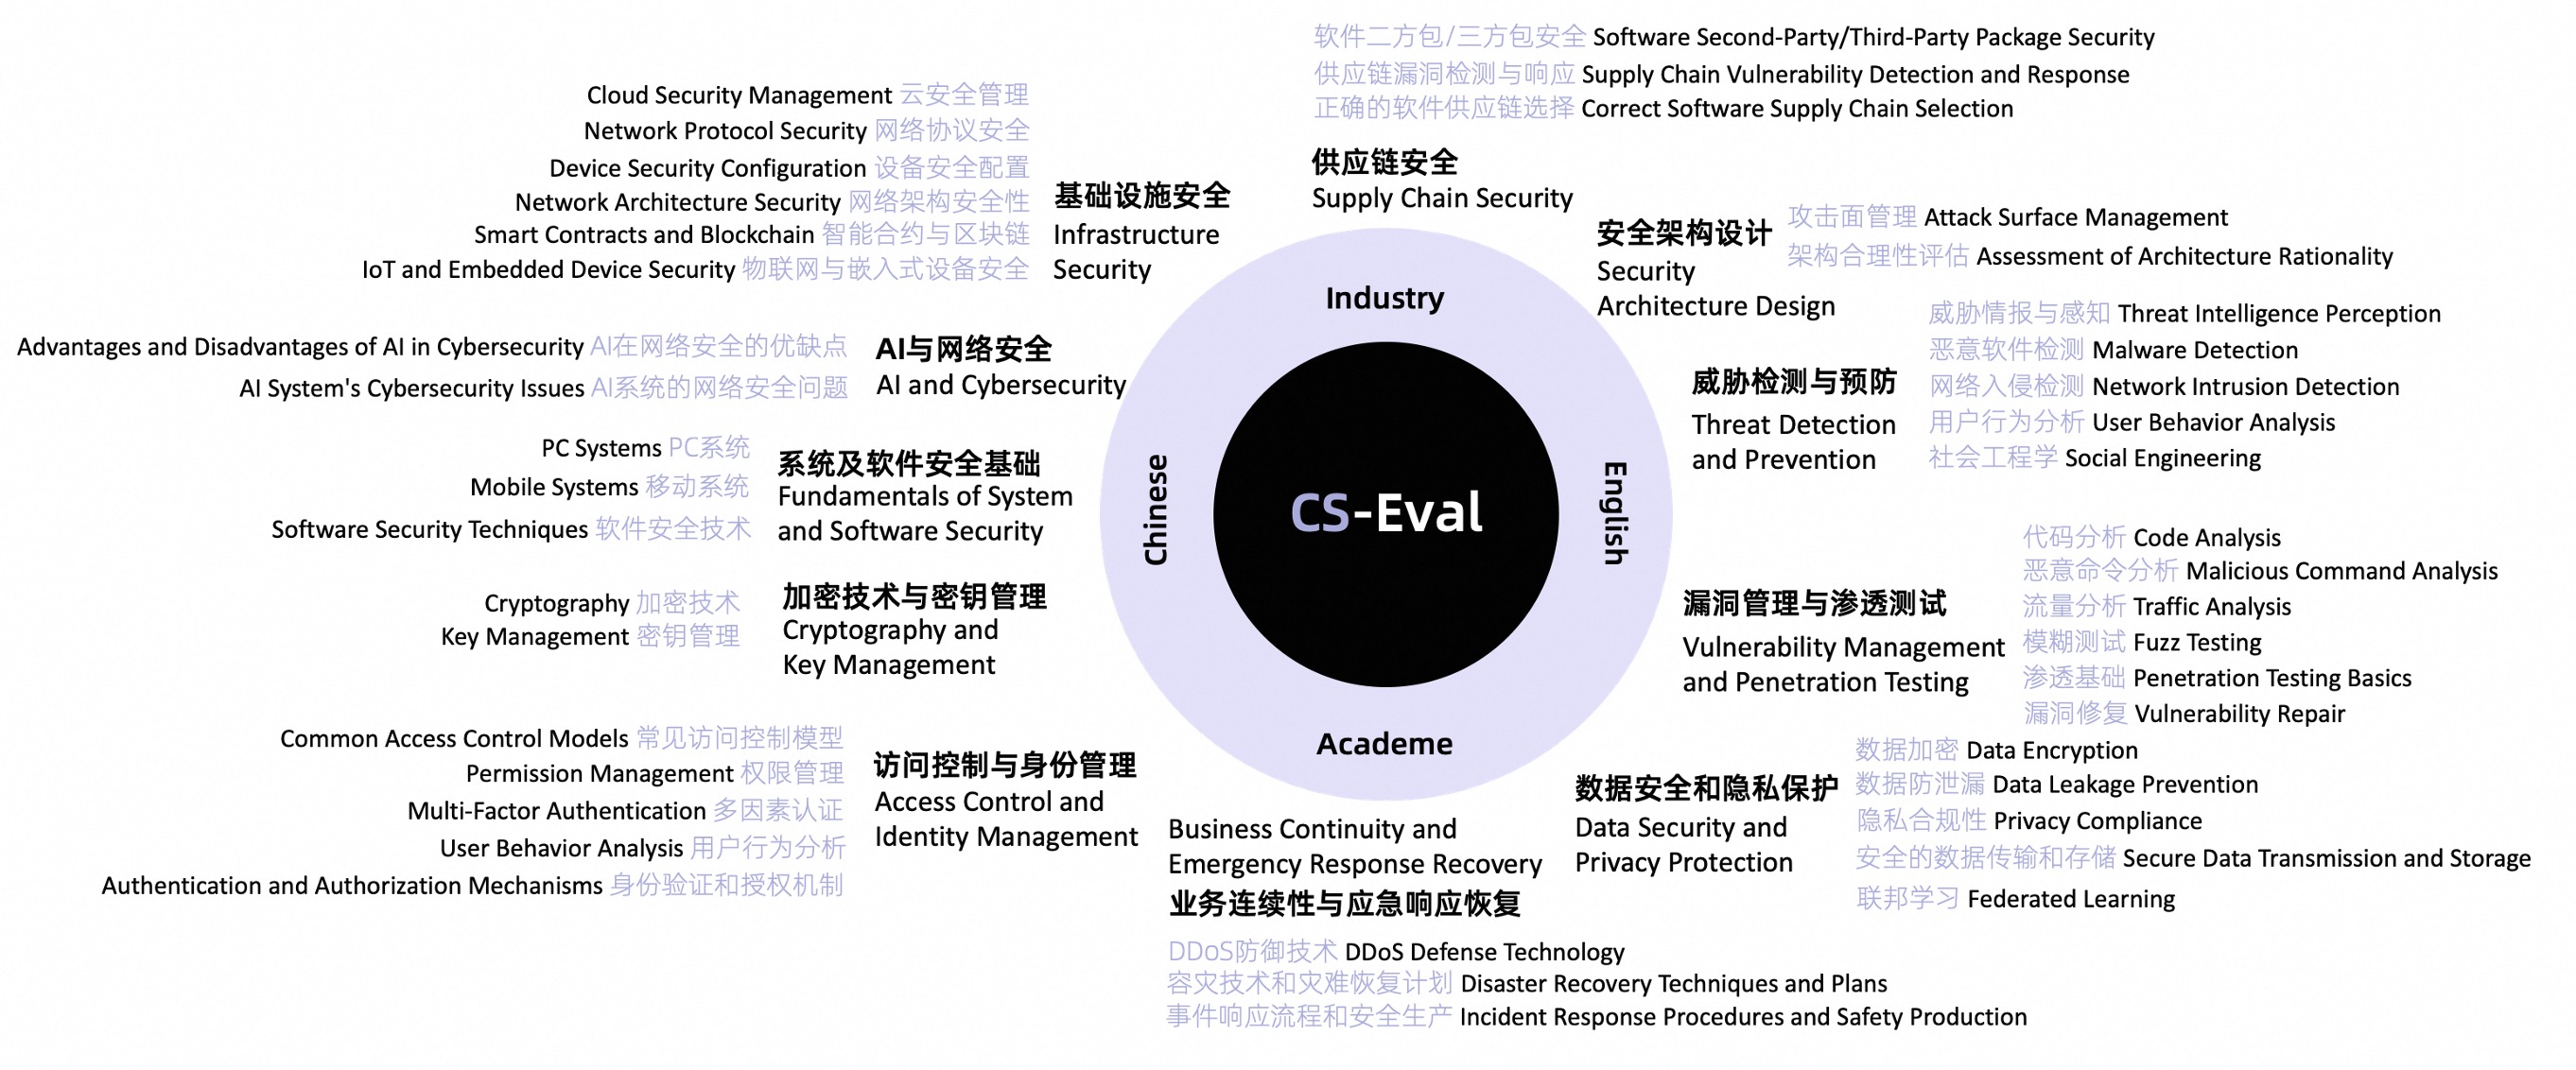 软件二方包/三方包安全 Software Second-Party/Third-Party Package Security
供应链漏洞检测与响应 Supply Chain Vulnerability Detection and Response
正确的软件供应链选择 Correct Software Supply Chain Selection
供应链安全
Supply Chain Security
Cloud Security Management 云安全管理
Network Protocol Security 网络协议安全
Device Security Configuration 设备安全配置
Network Architecture Security 网络架构安全性
Smart Contracts and Blockchain 智能合约与区块链
IoT and Embedded Device Security 物联网与嵌入式设备安全
基础设施安全
Infrastructure
Security
安全架构设计
Security
Architecture Design
攻击面管理 Attack Surface Management
架构合理性评估 Assessment of Architecture Rationality
Advantages and Disadvantages of AI in Cybersecurity AI在网络安全的优缺点
AI System's Cybersecurity Issues AI系统的网络安全问题
AI与网络安全
AI and Cybersecurity
威胁检测与预防
Threat Detection
and Prevention
威胁情报与感知 Threat Intelligence Perception
恶意软件检测 Malware Detection
网络入侵检测 Network Intrusion Detection
用户行为分析 User Behavior Analysis
社会工程学 Social Engineering
PC Systems PC系统
Mobile Systems 移动系统
Software Security Techniques 软件安全技术
系统及软件安全基础
Fundamentals of System
and Software Security
Industry
Chinese
CS-Eval
English
Academe
Cryptography 加密技术
Key Management 密钥管理
加密技术与密钥管理
Cryptography and
Key Management
漏洞管理与渗透测试
Vulnerability Management
and Penetration Testing
代码分析 Code Analysis
恶意命令分析 Malicious Command Analysis
流量分析 Traffic Analysis
模糊测试 Fuzz Testing
渗透基础 Penetration Testing Basics
漏洞修复 Vulnerability Repair
Common Access Control Models 常见访问控制模型
Permission Management 权限管理
Multi-Factor Authentication 多因素认证
User Behavior Analysis 用户行为分析
Authentication and Authorization Mechanisms 身份验证和授权机制
访问控制与身份管理
Access Control and
Identity Management
数据安全和隐私保护
Data Security and
Privacy Protection
数据加密 Data Encryption
数据防泄漏 Data Leakage Prevention
隐私合规性 Privacy Compliance
安全的数据传输和存储 Secure Data Transmission and Storage
联邦学习 Federated Learning
Business Continuity and
Emergency Response Recovery
业务连续性与应急响应恢复
DDoS防御技术 DDoS Defense Technology
容灾技术和灾难恢复计划 Disaster Recovery Techniques and Plans
事件响应流程和安全生产 Incident Response Procedures and Safety Production